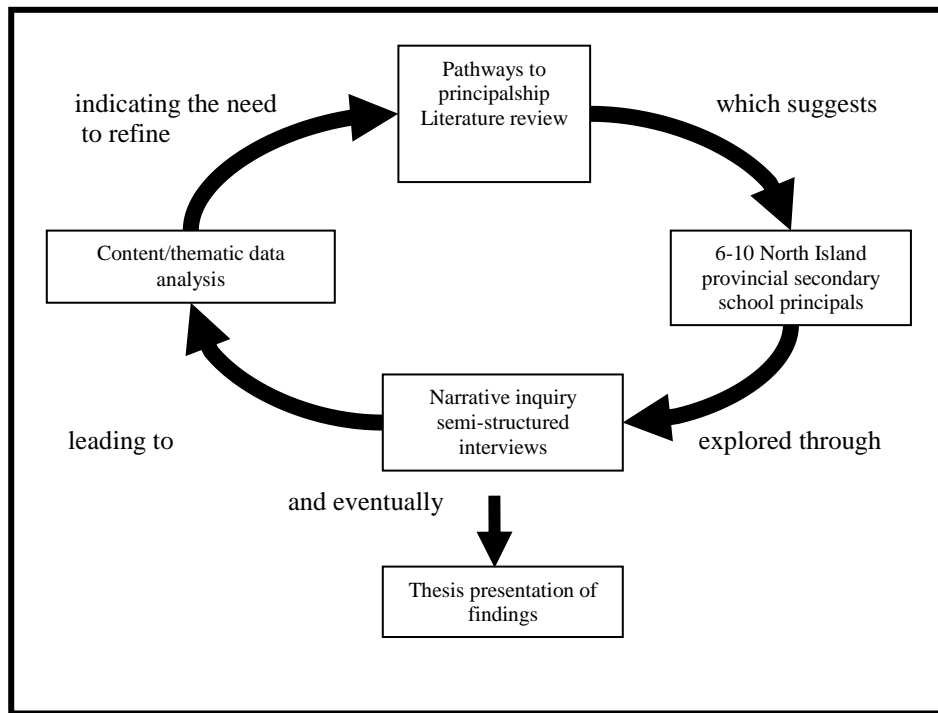 Pathways to
principalship
Literature review
which suggests
6-10 North Island
provincial secondary
school principals
explored through
Narrative inquiry
semi-structured
interviews
leading to
Content/thematic data
analysis
indicating the need
to refine
and eventually
Thesis presentation of
findings